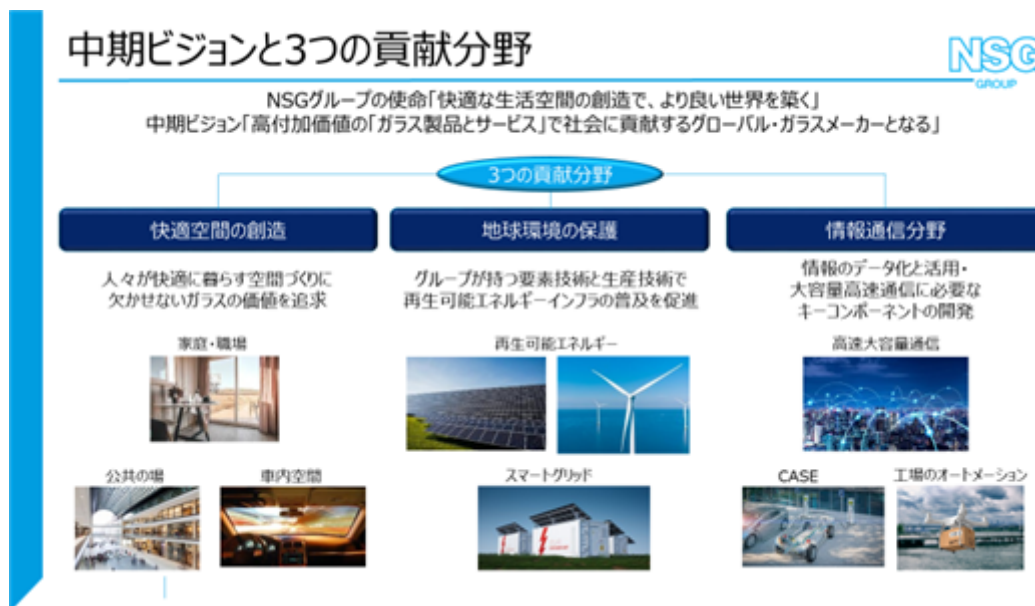 中期ビジョンと3つの貢献分野
NSG
GROUP
NSGグループの使命「快適な生活空間の創造で、より良い世界を築く」
中期ビジョン「高付加価値の「ガラス製品とサービス」で社会に貢献するグローバル・ガラスメーカーとなる」
3つの貢献分野
快適空間の創造
人々が快適に暮らす空間づくりに
欠かせないガラスの価値を追求
家庭・職場
公共の場
車内空間
地球環境の保護
グループが持つ要素技術と生産技術で
再生可能エネルギーインフラの普及を促進
再生可能エネルギー
スマートグリッド
情報通信分野
情報のデータ化と活用・
大容量高速通信に必要な
キーコンポーネントの開発
高速大容量通信
CASE
工場のオートメーション